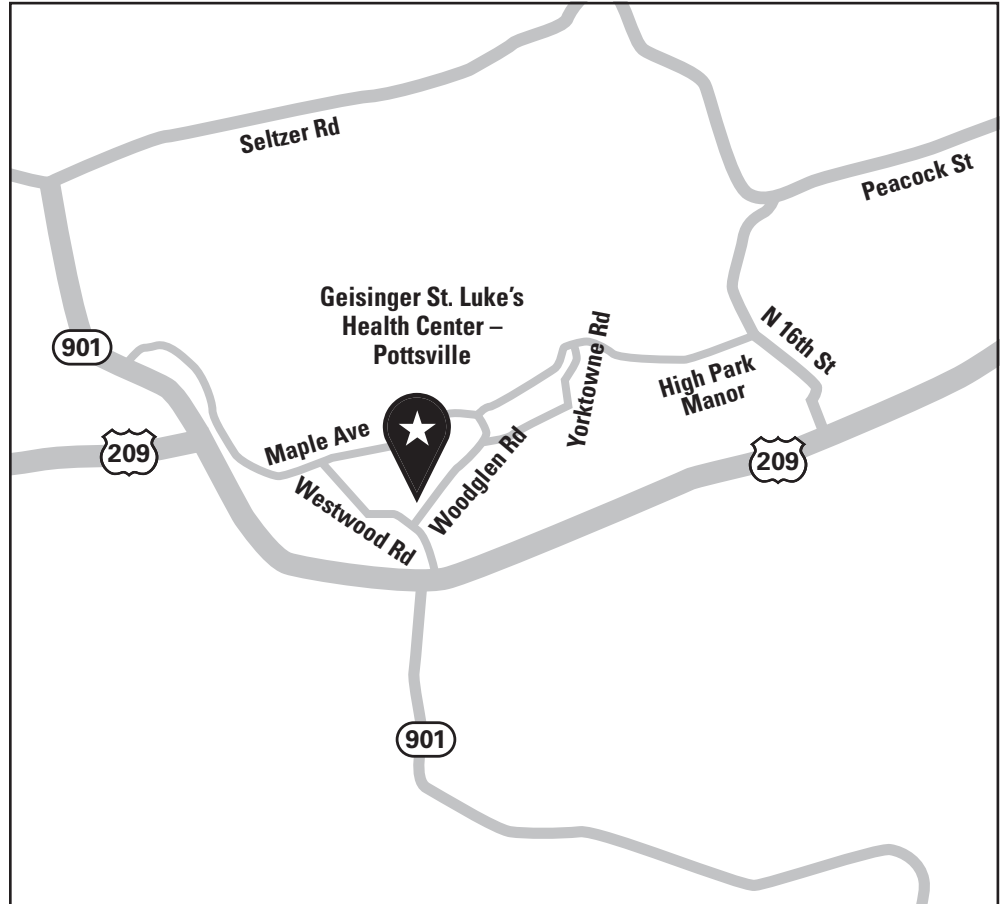 Seltzer Rd
Peacock St
Geisinger St. Luke’s
Health Center –
Pottsville
901
N 16th St
Yorktowne Rd
High Park
Manor
209
Maple Ave
209
Woodglen Rd
Westwood Rd
901